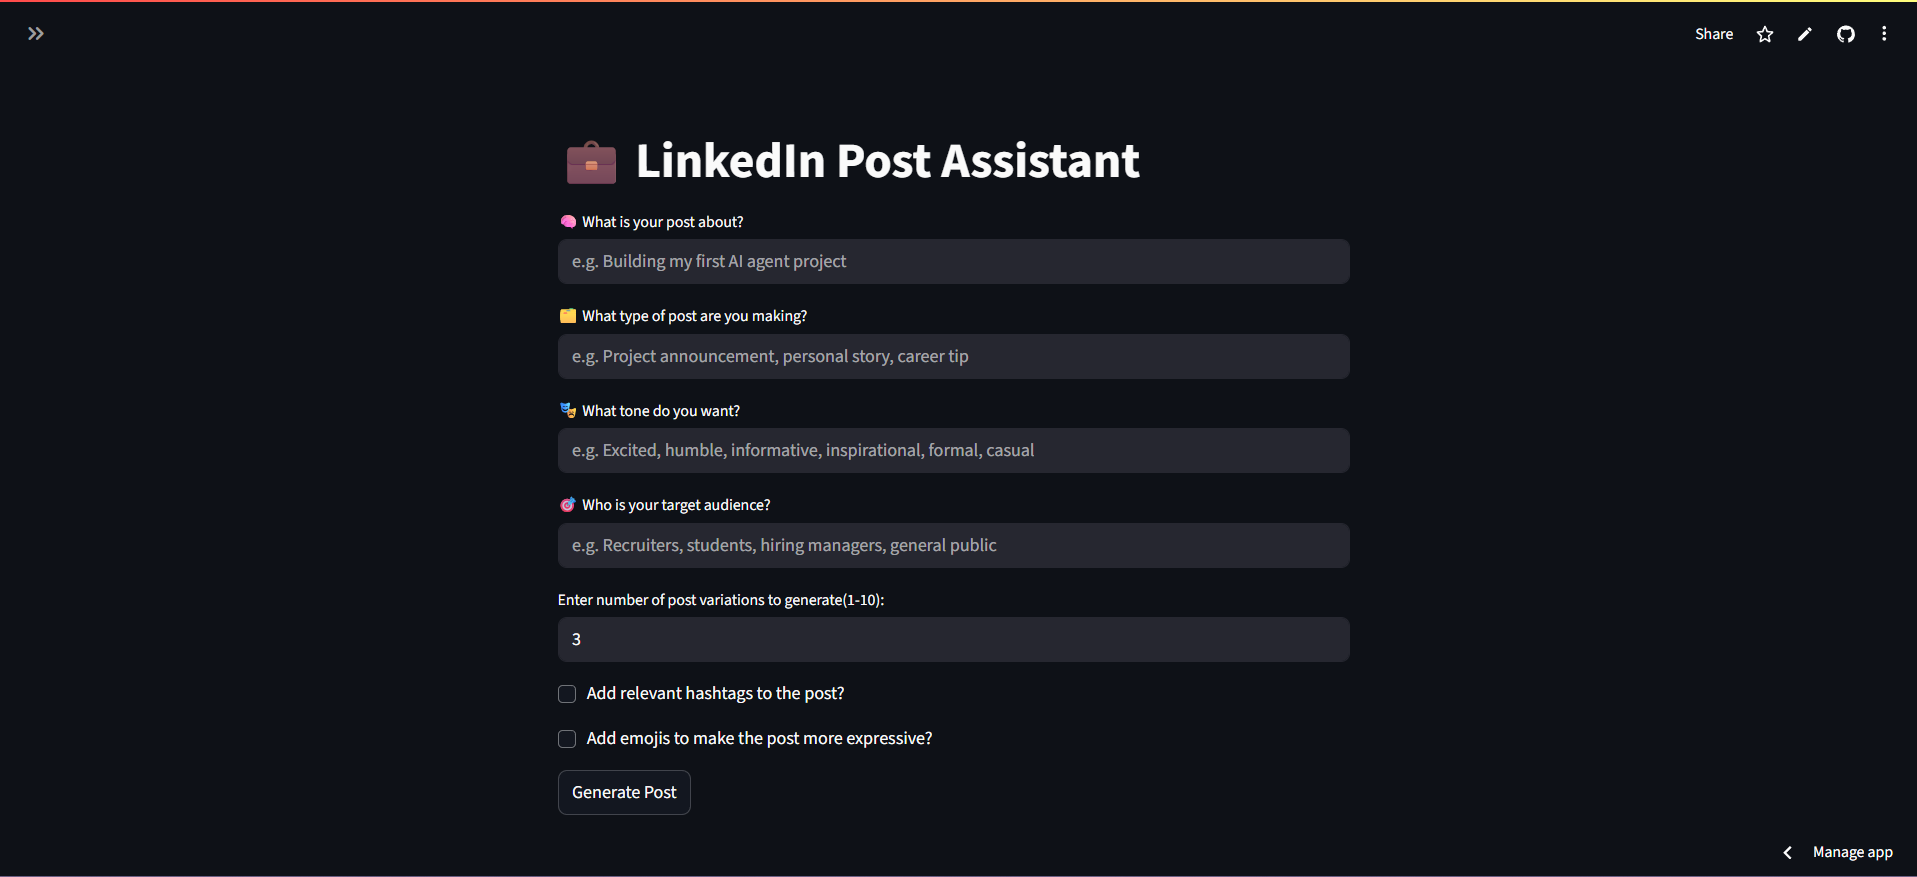 Share
LinkedIn Post Assistant
What is your post about?
e.g. Building my first AI agent project
What type of post are you making?
e.g. Project announcement, personal story, career tip
What tone do you want?
e.g. Excited, humble, informative, inspirational, formal, casual
Who is your target audience?
e.g. Recruiters, students, hiring managers, general public
Enter number of post variations to generate(1-10):
3
Add relevant hashtags to the post?
Add emojis to make the post more expressive?
Generate Post
Manage app